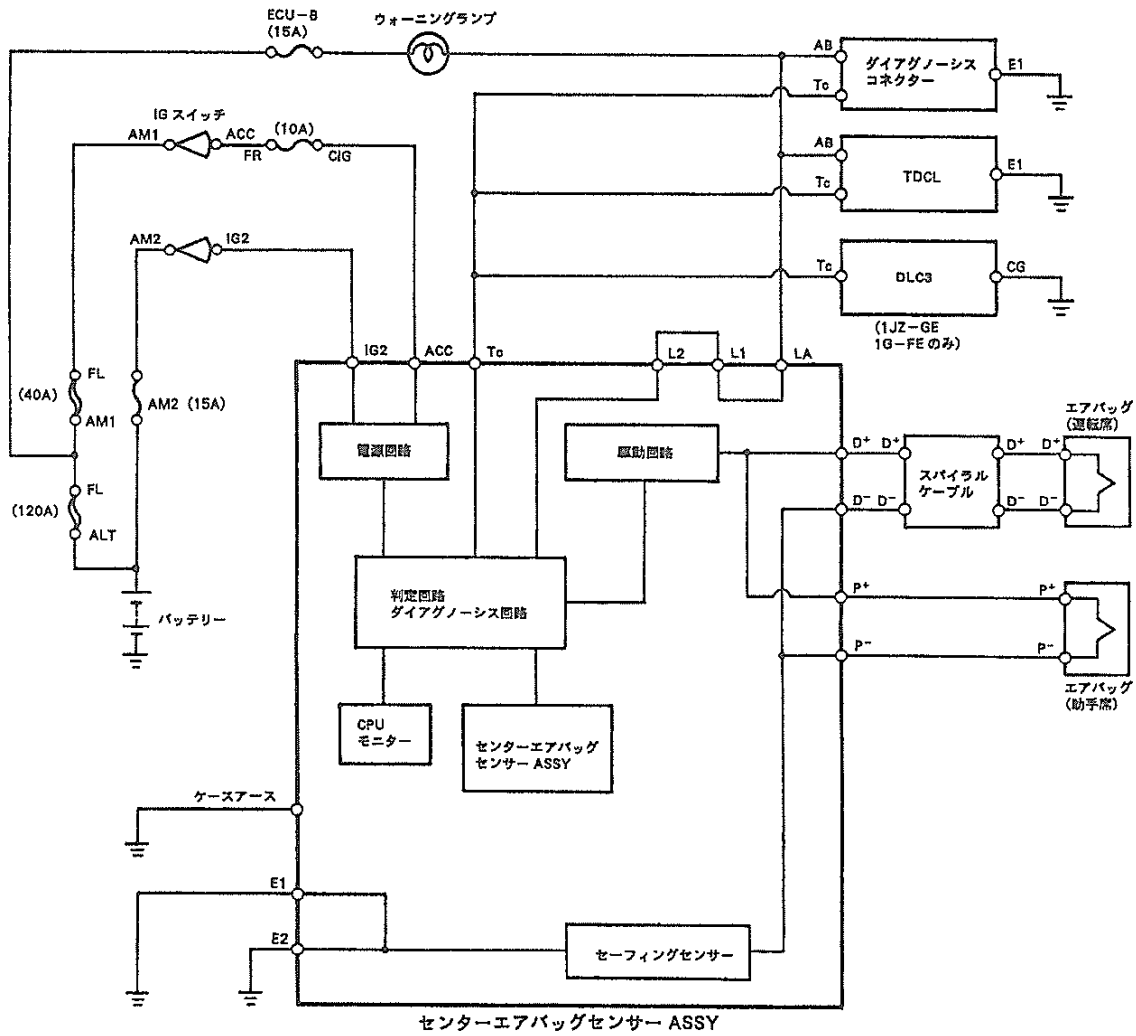 ECU-B
(15A)
ウォーニングランプ
AB
ダイアグノーシス
コネクター
E1
Tc
IG スイッチ
AM1
ACC
FR
(10A)
CIG
AB
TDCL
E1
Tc
AM2
IG2
Tc
DLC3
CG
(1JZ-GE
1G-FE のみ)
IG2
ACC
Tc
L2
L1
LA
FL
(40A)
AM1
AM2 (15A)
FL
(120A)
ALT
バッテリー
電源回路
駆動回路
D+ D+
スパイラル
ケーブル
D+ D+
エアバッグ
(運転席)
D- D-
D- D-
判定回路
ダイアグノーシス回路
P+
P+
P-
P-
エアバッグ
(助手席)
CPU
モニター
センターエアバッグ
センサー ASSY
ケースアース
E1
E2
セーフィングセンサー
センターエアバッグセンサー ASSY